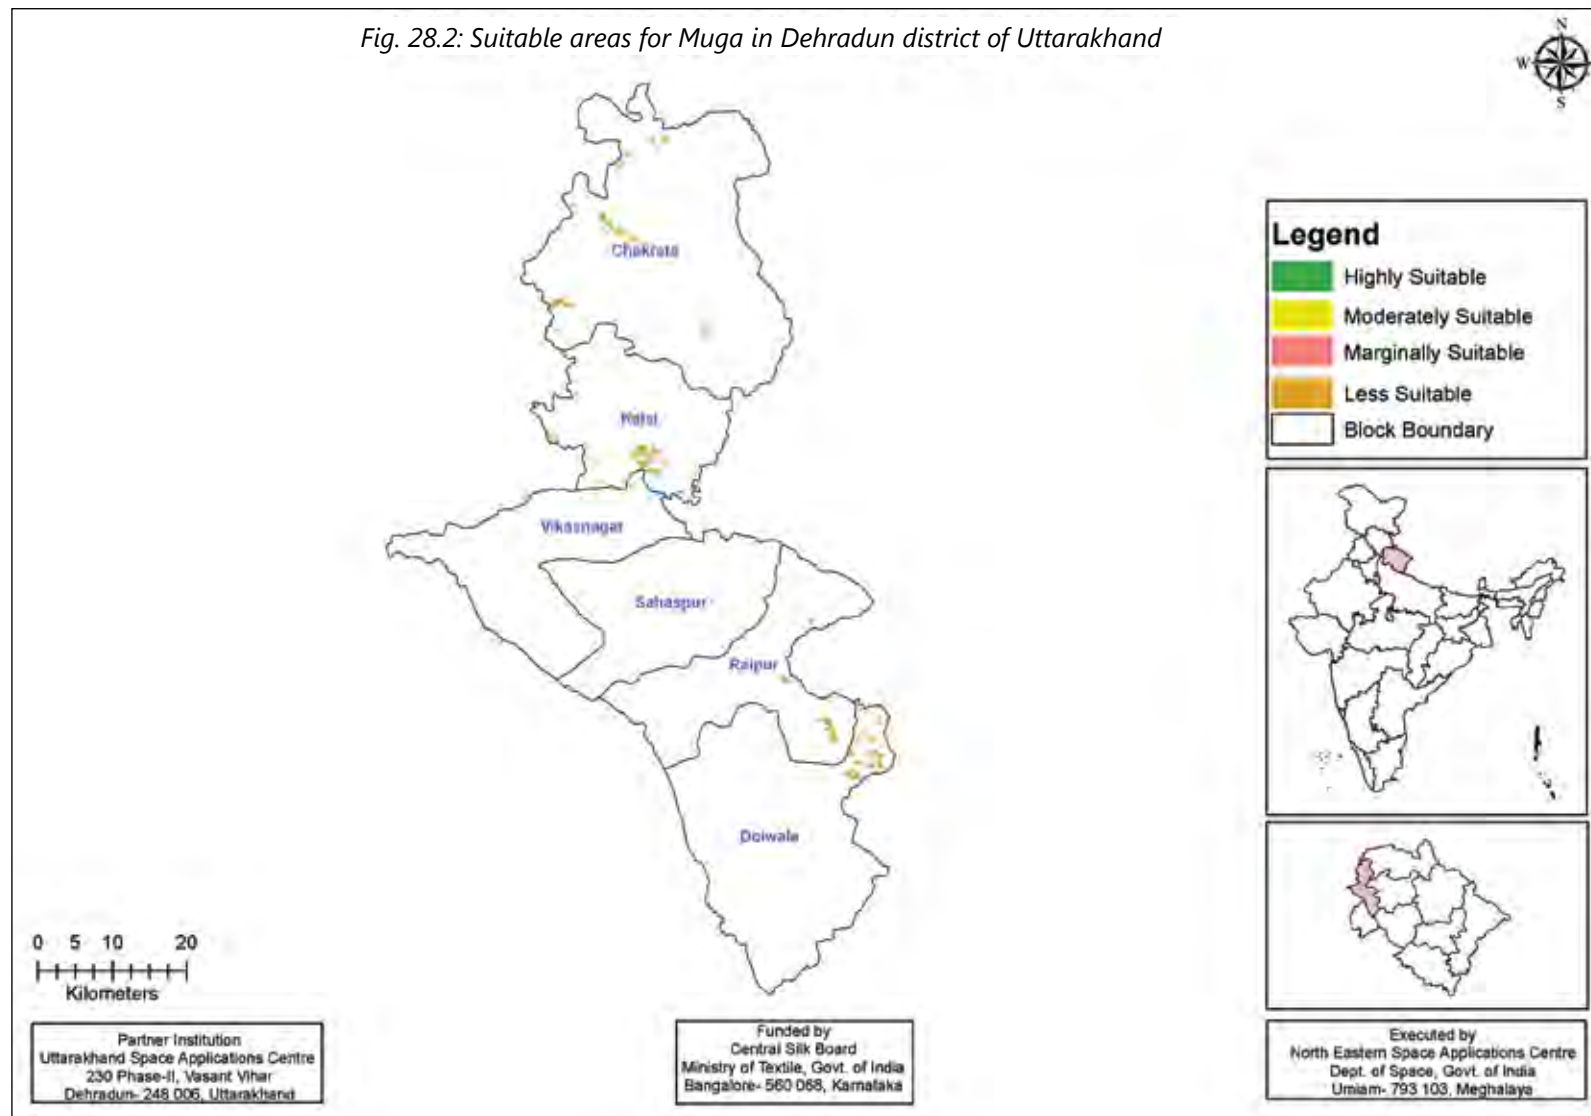 Fig. 28.2: Suitable areas for Muga in Dehradun district of Uttarakhand
N
W
S
Chakrata
Kalsi
Vikasnagar
Sahaspur
Raipur
Doiwala
Legend
Highly Suitable
Moderately Suitable
Marginally Suitable
Less Suitable
Block Boundary
0 5 10 20
Kilometers
Partner Institution
Uttarakhand Space Applications Centre
230 Phase-II, Vasant Vihar
Dehradun- 248 006, Uttarakhand
Funded by
Central Silk Board
Ministry of Textile, Govt. of India
Bangalore- 560 068, Karnataka
Executed by
North Eastern Space Applications Centre
Dept. of Space, Govt. of India
Umiam- 793 103, Meghalaya